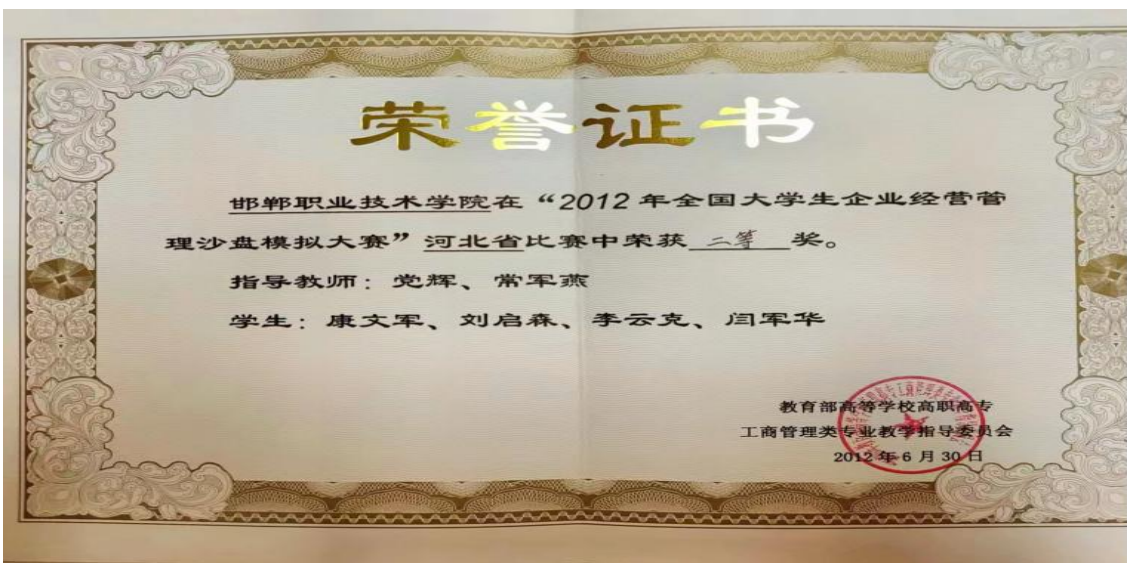 荣誉证书
邯郸职业技术学院在“2012年全国大学生企业经营管
理沙盘模拟大赛”河北省比赛中荣获 二等 奖。
指导教师：党辉、常军燕
学生：康文军、刘启森、李云克、闫军华
教育部高等学校高职高专
工商管理类专业教学指导委员会
2012年6月30日